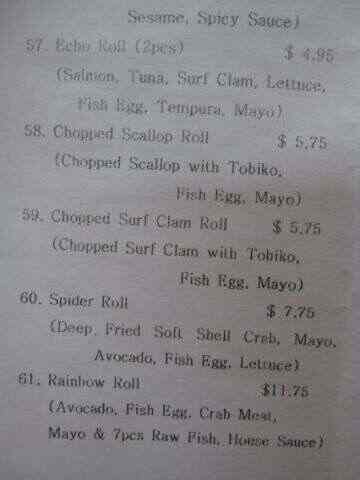 Sesame, Spicy Sauce)
57. Echo Roll (2pcs) $ 4.95
(Salmon, Tuna, Surf Clam, Lettuce,
Fish Egg, Tempura, Mayo)
58. Chopped Scallop Roll $ 5.75
(Chopped Scallop with Tobiko,
Fish Egg, Mayo)
59. Chopped Surf Clam Roll $ 5.75
(Chopped Surf Clam with Tobiko,
Fish Egg, Mayo)
60. Spider Roll $ 7.75
(Deep Fried Soft Shell Crab, Mayo,
Avocado, Fish Egg, Lettuce)
61. Rainbow Roll $11.75
(Avocado, Fish Egg, Crab Meat,
Mayo & 7pcs Raw Fish, House Sauce)